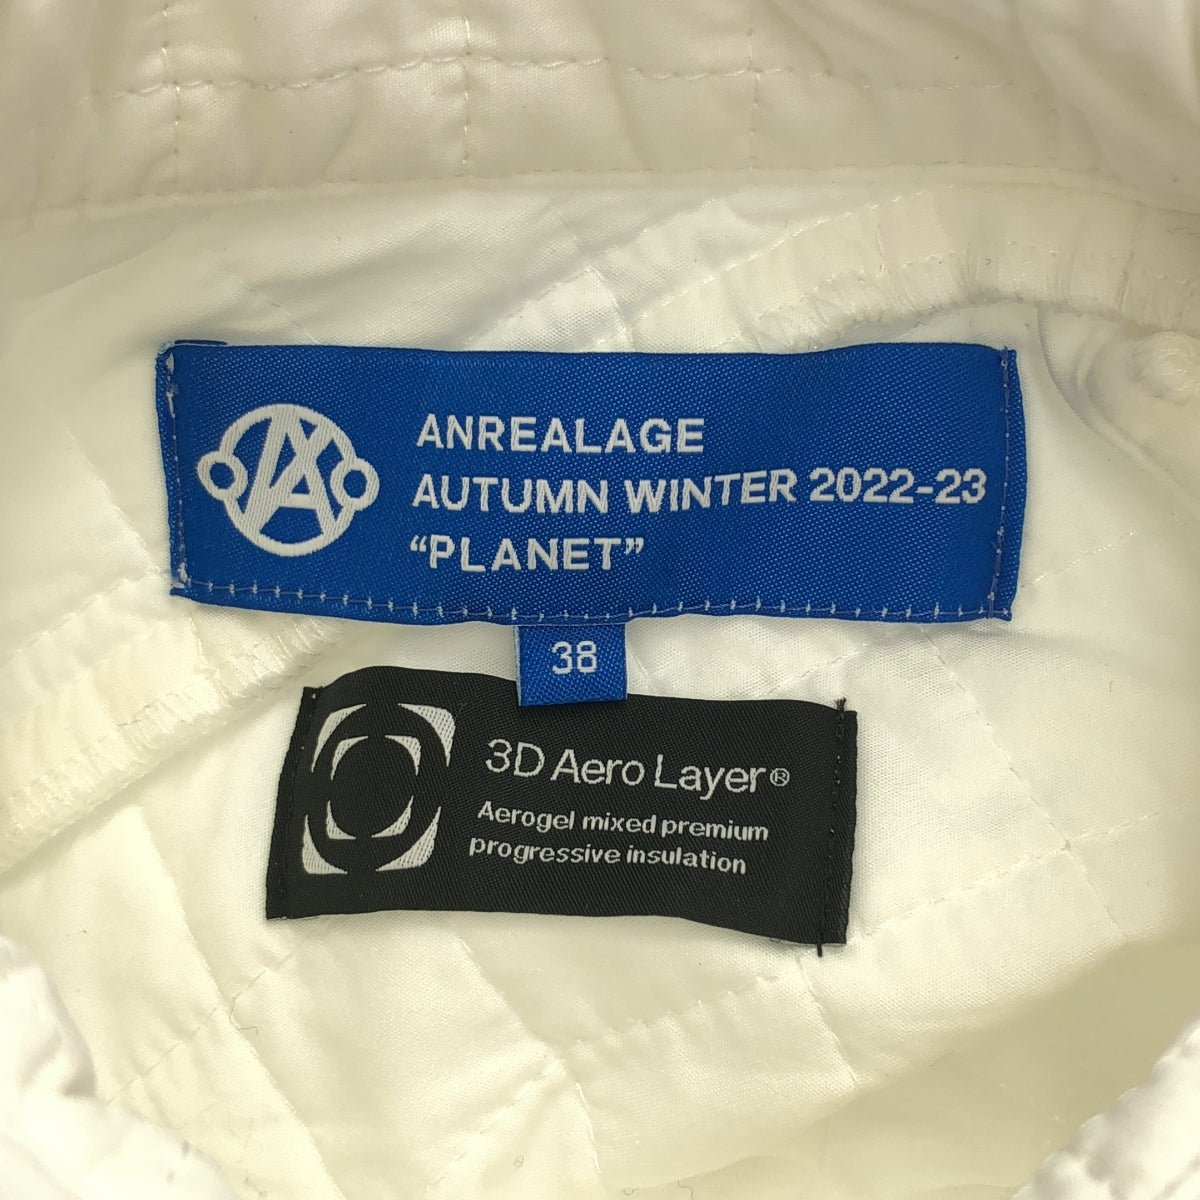 ANREALAGE
AUTUMN WINTER 2022-23
“PLANET”
38
3D Aero Layer®
Aerogel mixed premium
progressive insulation